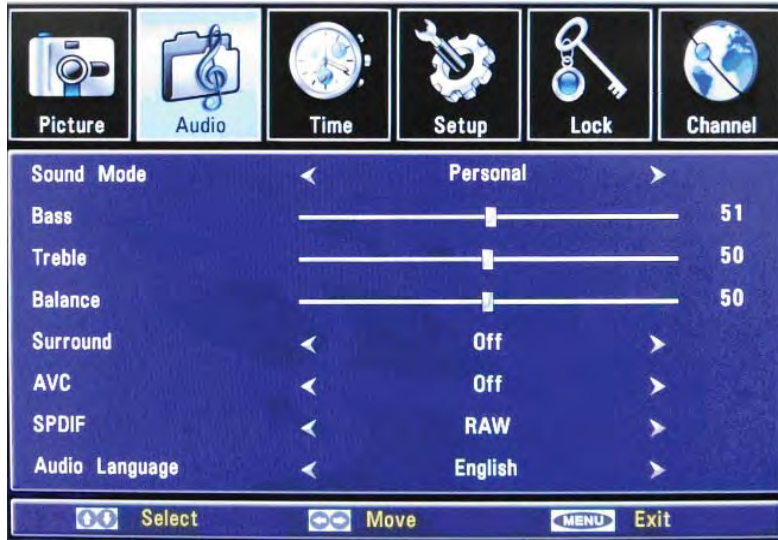 Picture Audio Time Setup Lock Channel
Sound Mode Personal
Bass 51
Treble 50
Balance 50
Surround Off
AVC Off
SPDIF RAW
Audio Language English
Select Move MENU Exit